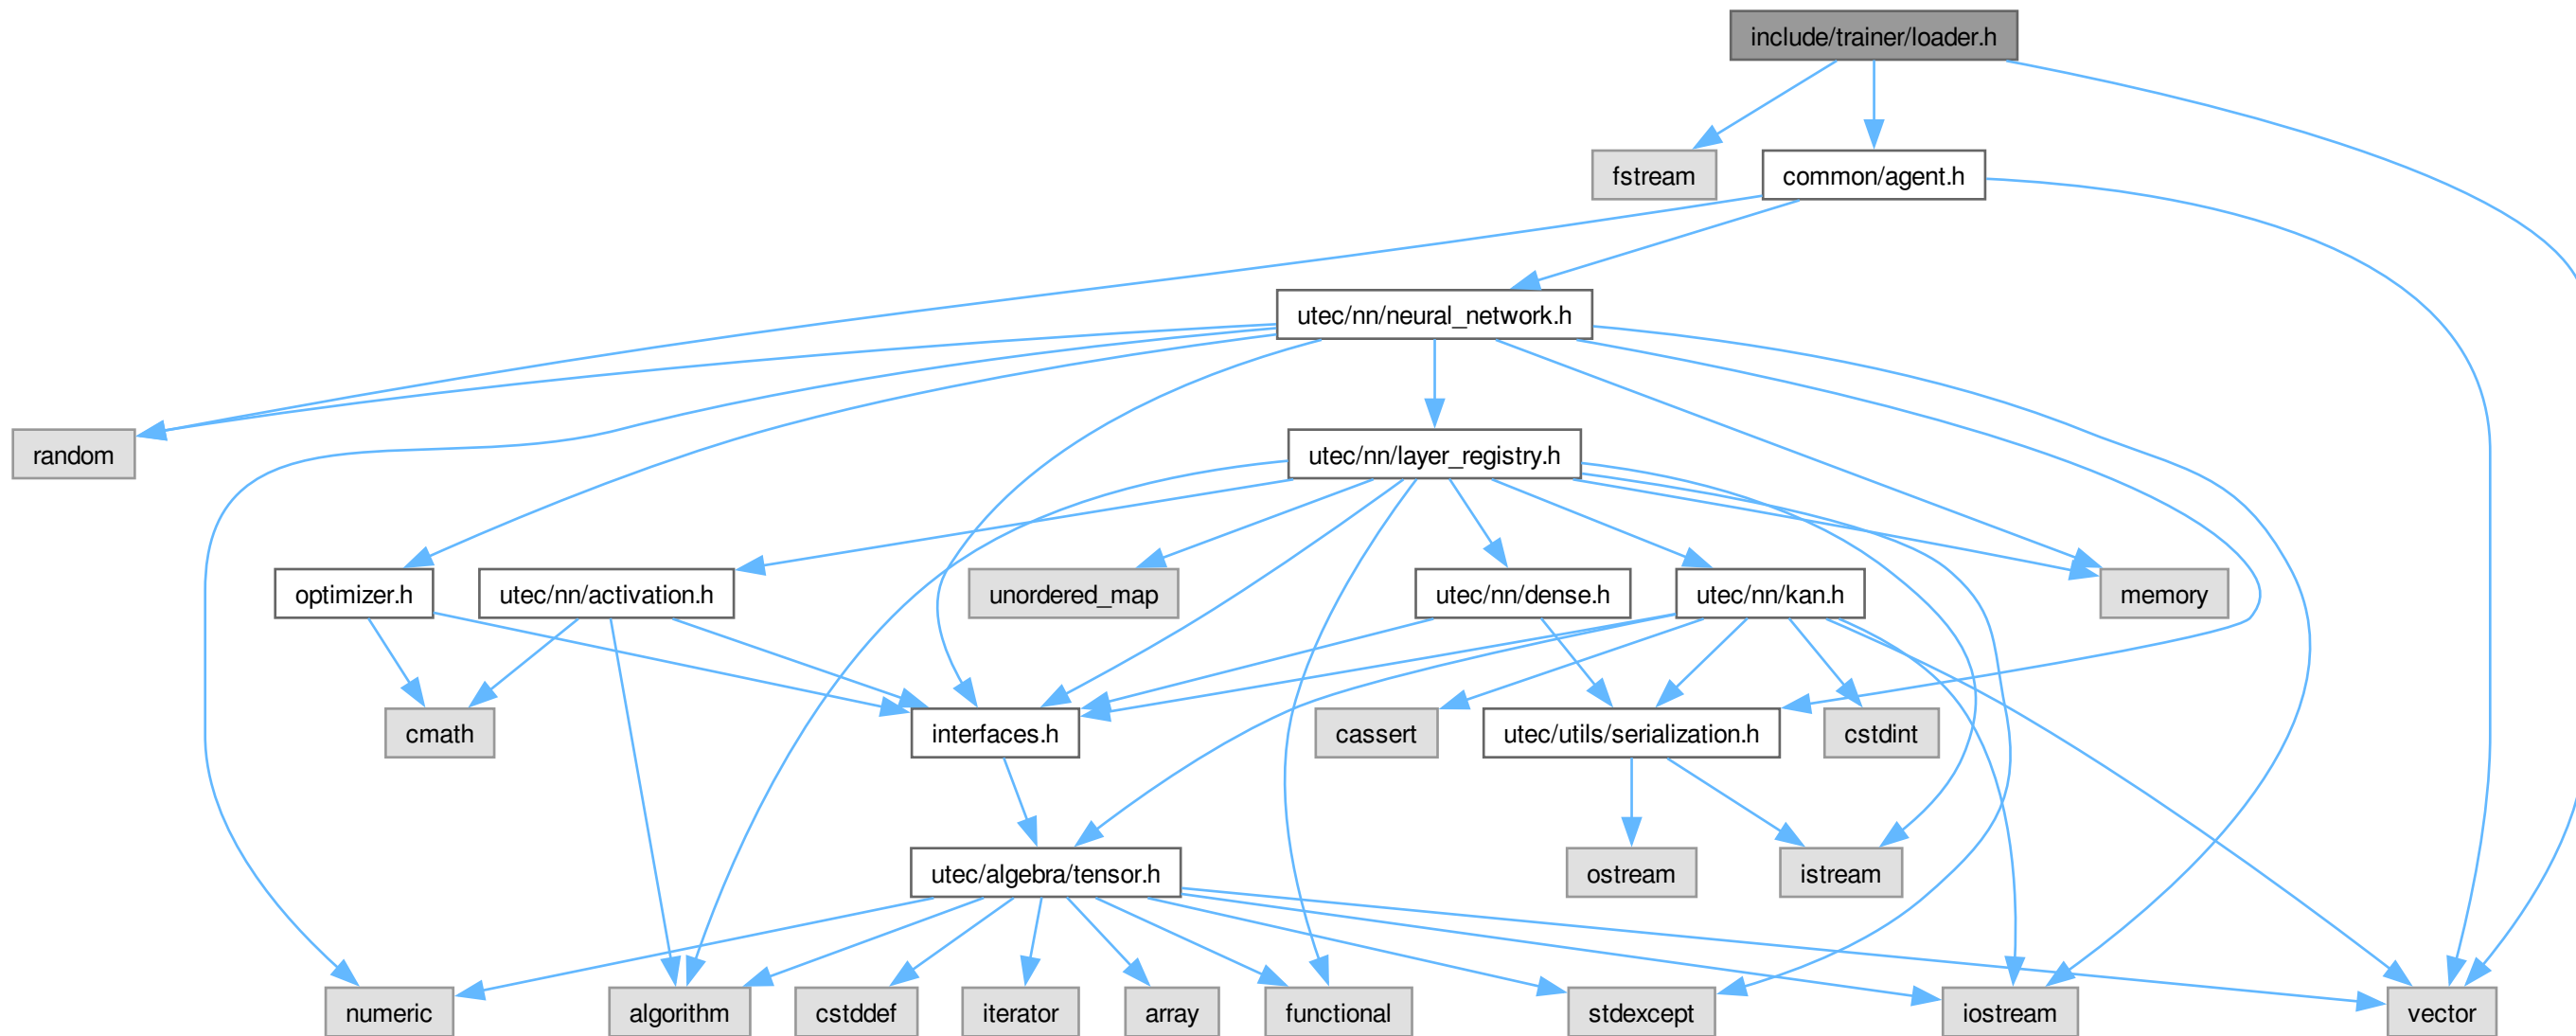 include/trainer/loader.h
fstream
common/agent.h
utec/nn/neural_network.h
random
utec/nn/layer_registry.h
optimizer.h
utec/nn/activation.h
unordered_map
utec/nn/dense.h
utec/nn/kan.h
memory
cmath
interfaces.h
cassert
utec/utils/serialization.h
cstdint
utec/algebra/tensor.h
ostream
istream
numeric
algorithm
cstddef
iterator
array
functional
stdexcept
iostream
vector